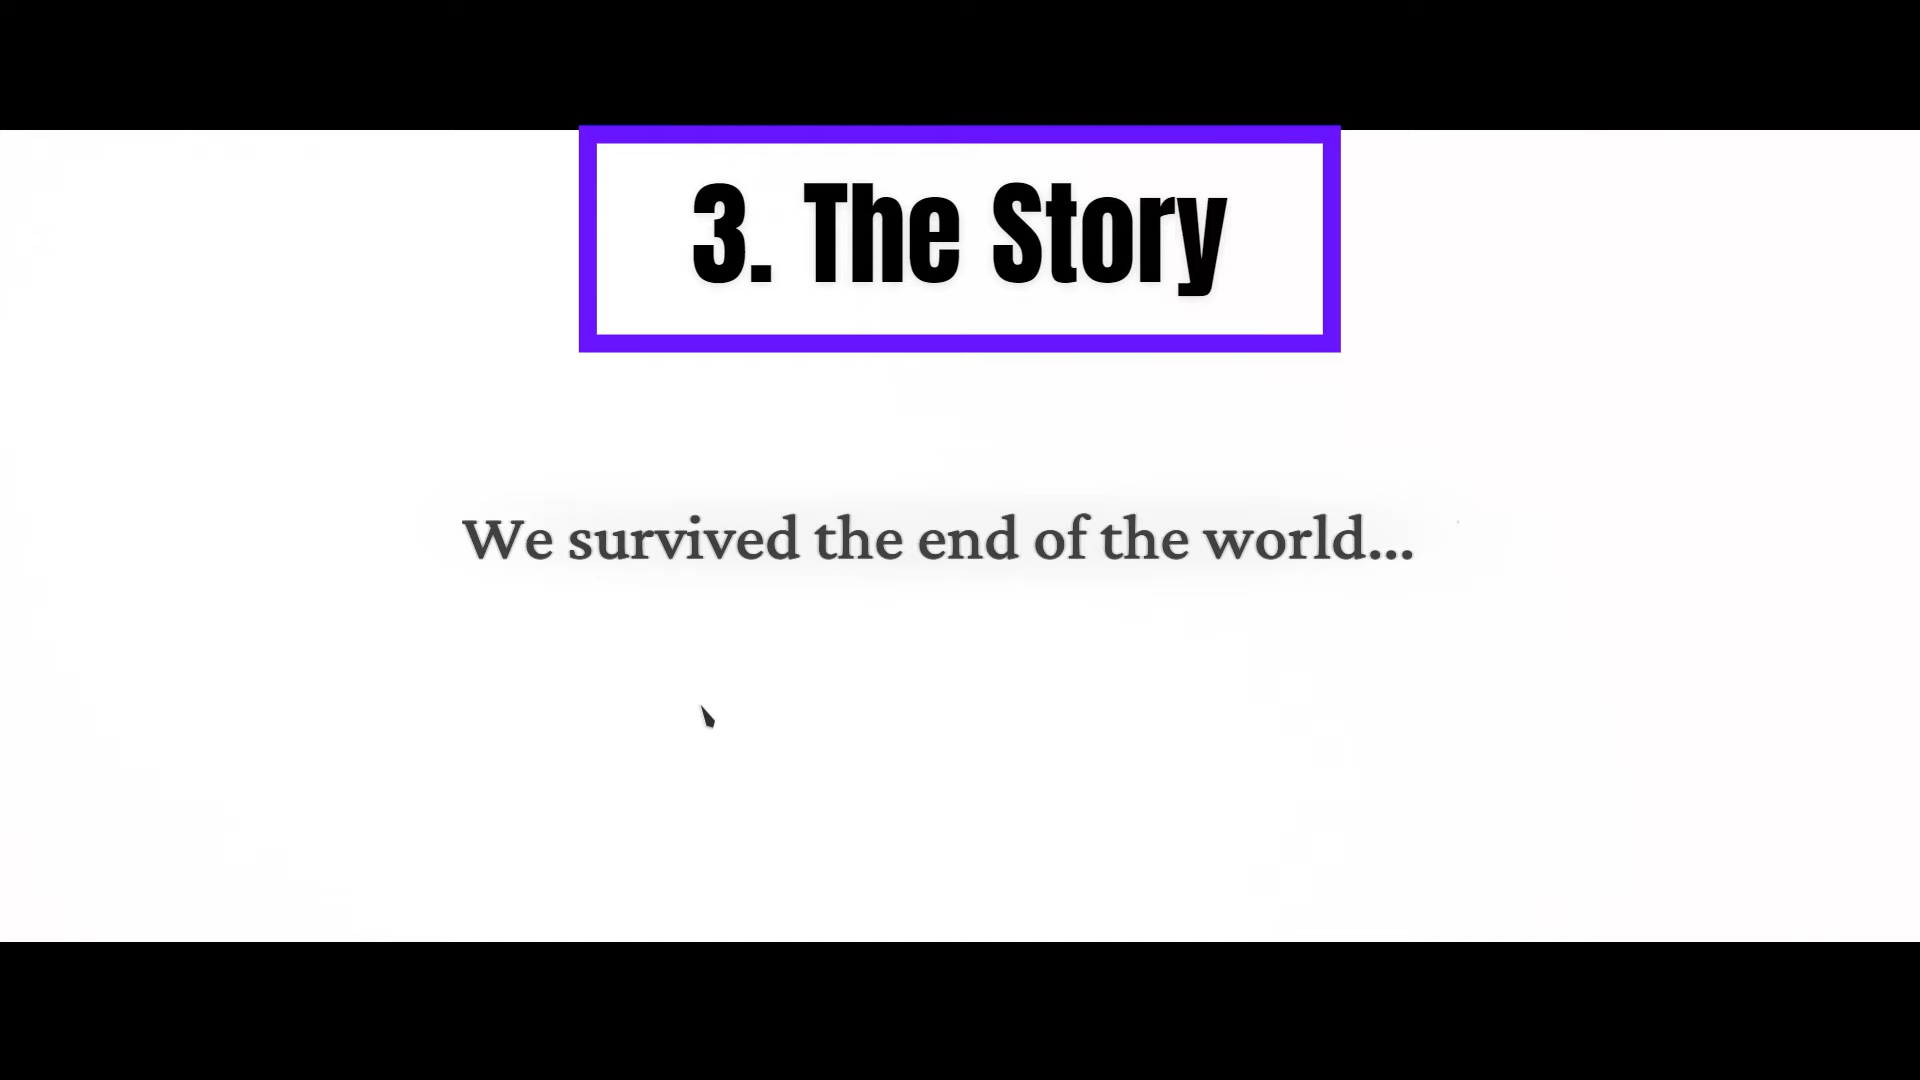 3. The Story
We survived the end of the world...